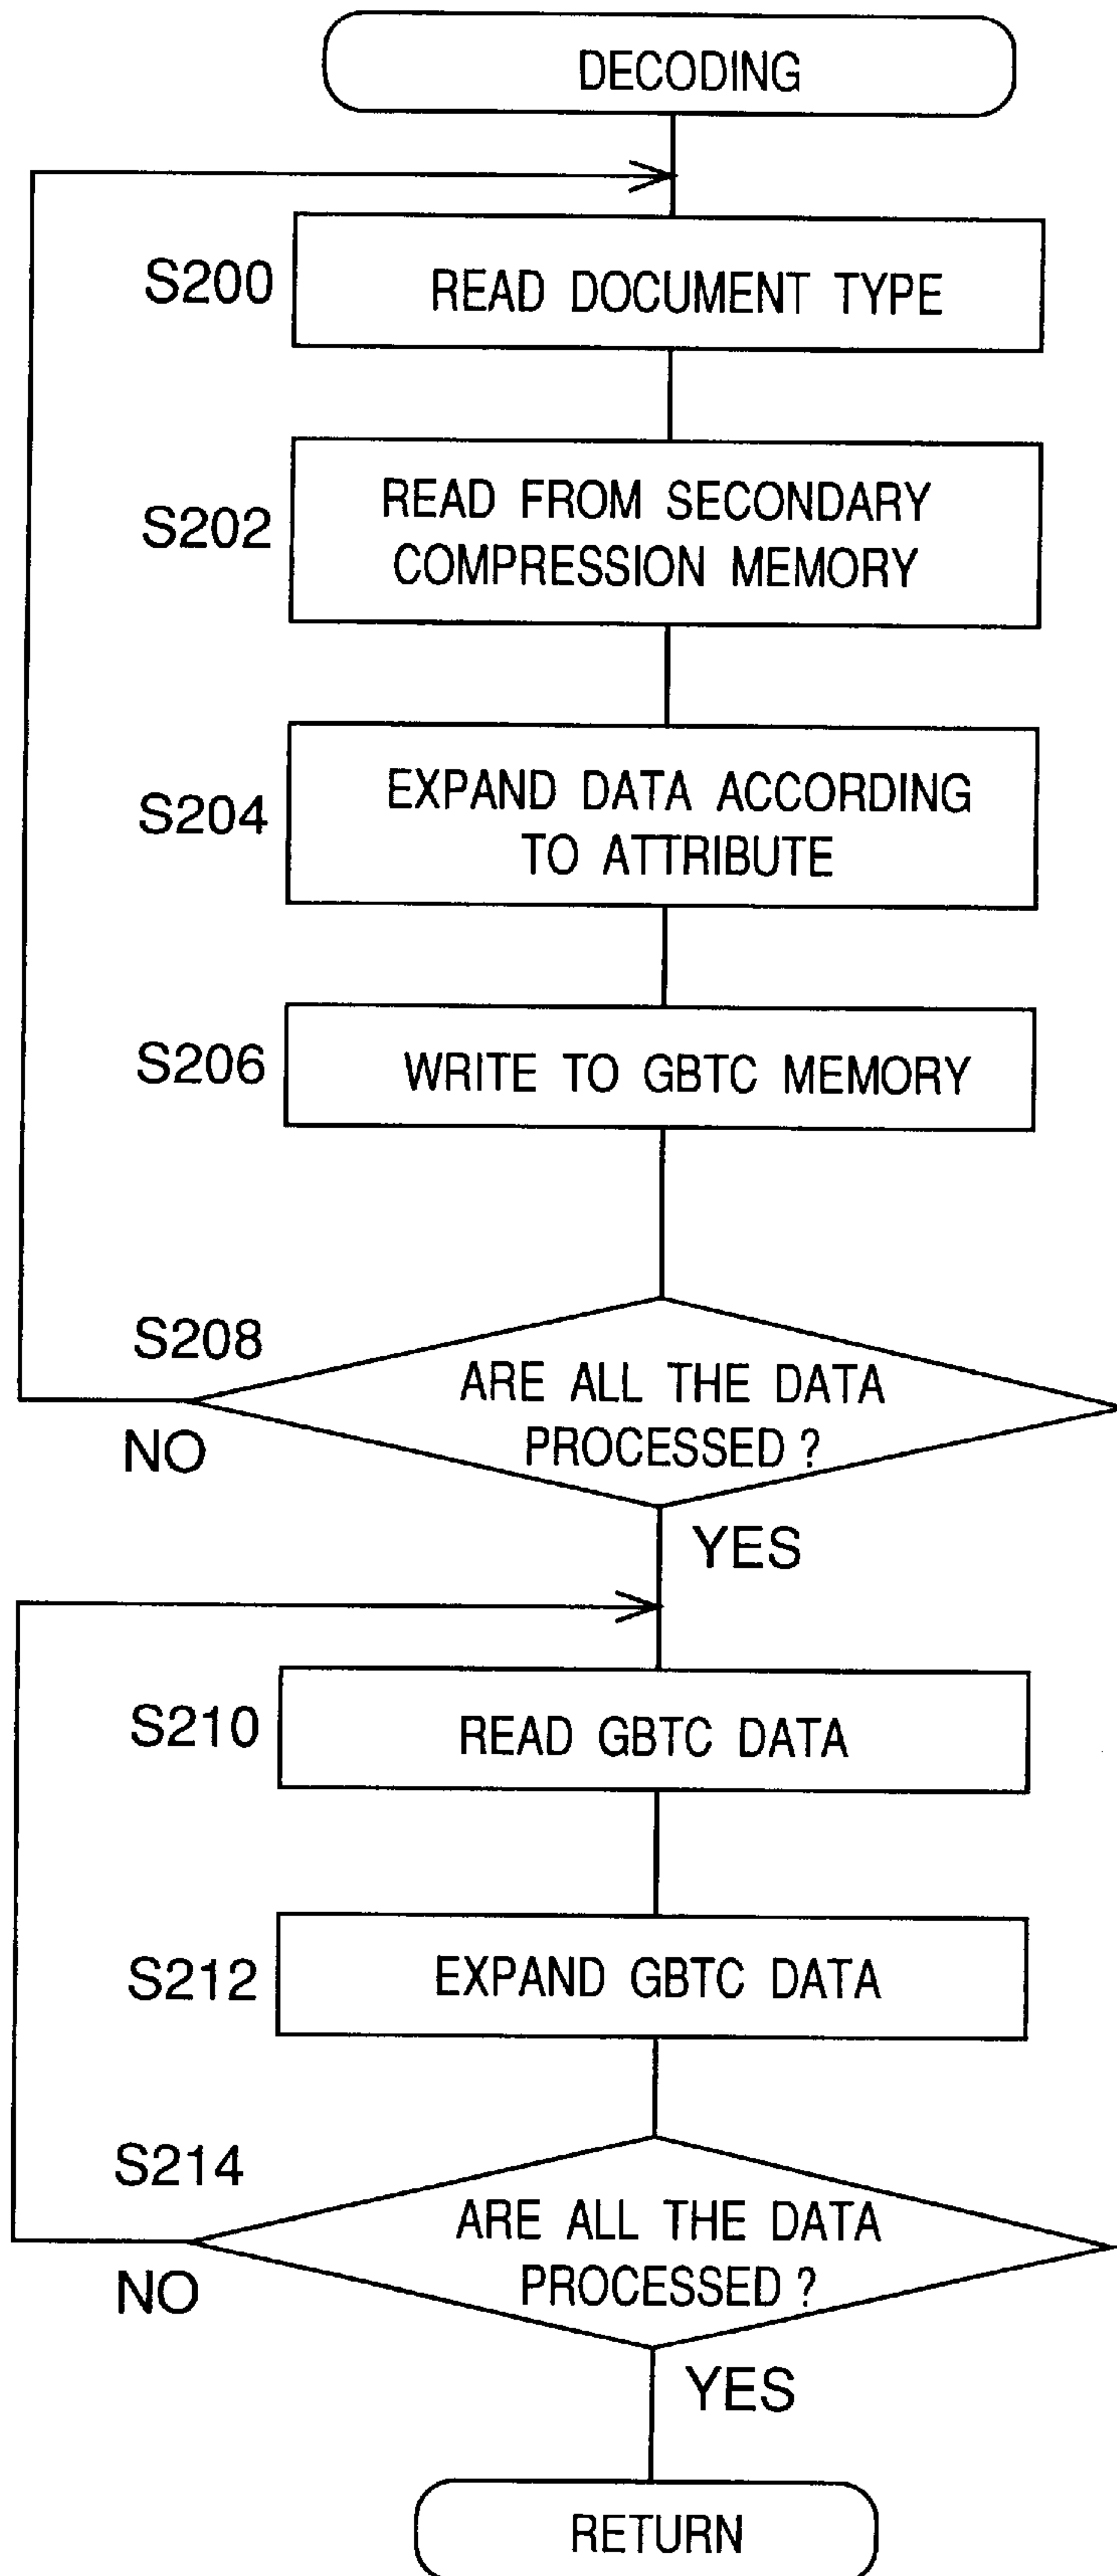 DECODING
S200
READ DOCUMENT TYPE
S202
READ FROM SECONDARY
COMPRESSION MEMORY
S204
EXPAND DATA ACCORDING
TO ATTRIBUTE
S206
WRITE TO GBTC MEMORY
S208
ARE ALL THE DATA
PROCESSED ?
NO
YES
S210
READ GBTC DATA
S212
EXPAND GBTC DATA
S214
ARE ALL THE DATA
PROCESSED ?
NO
YES
RETURN